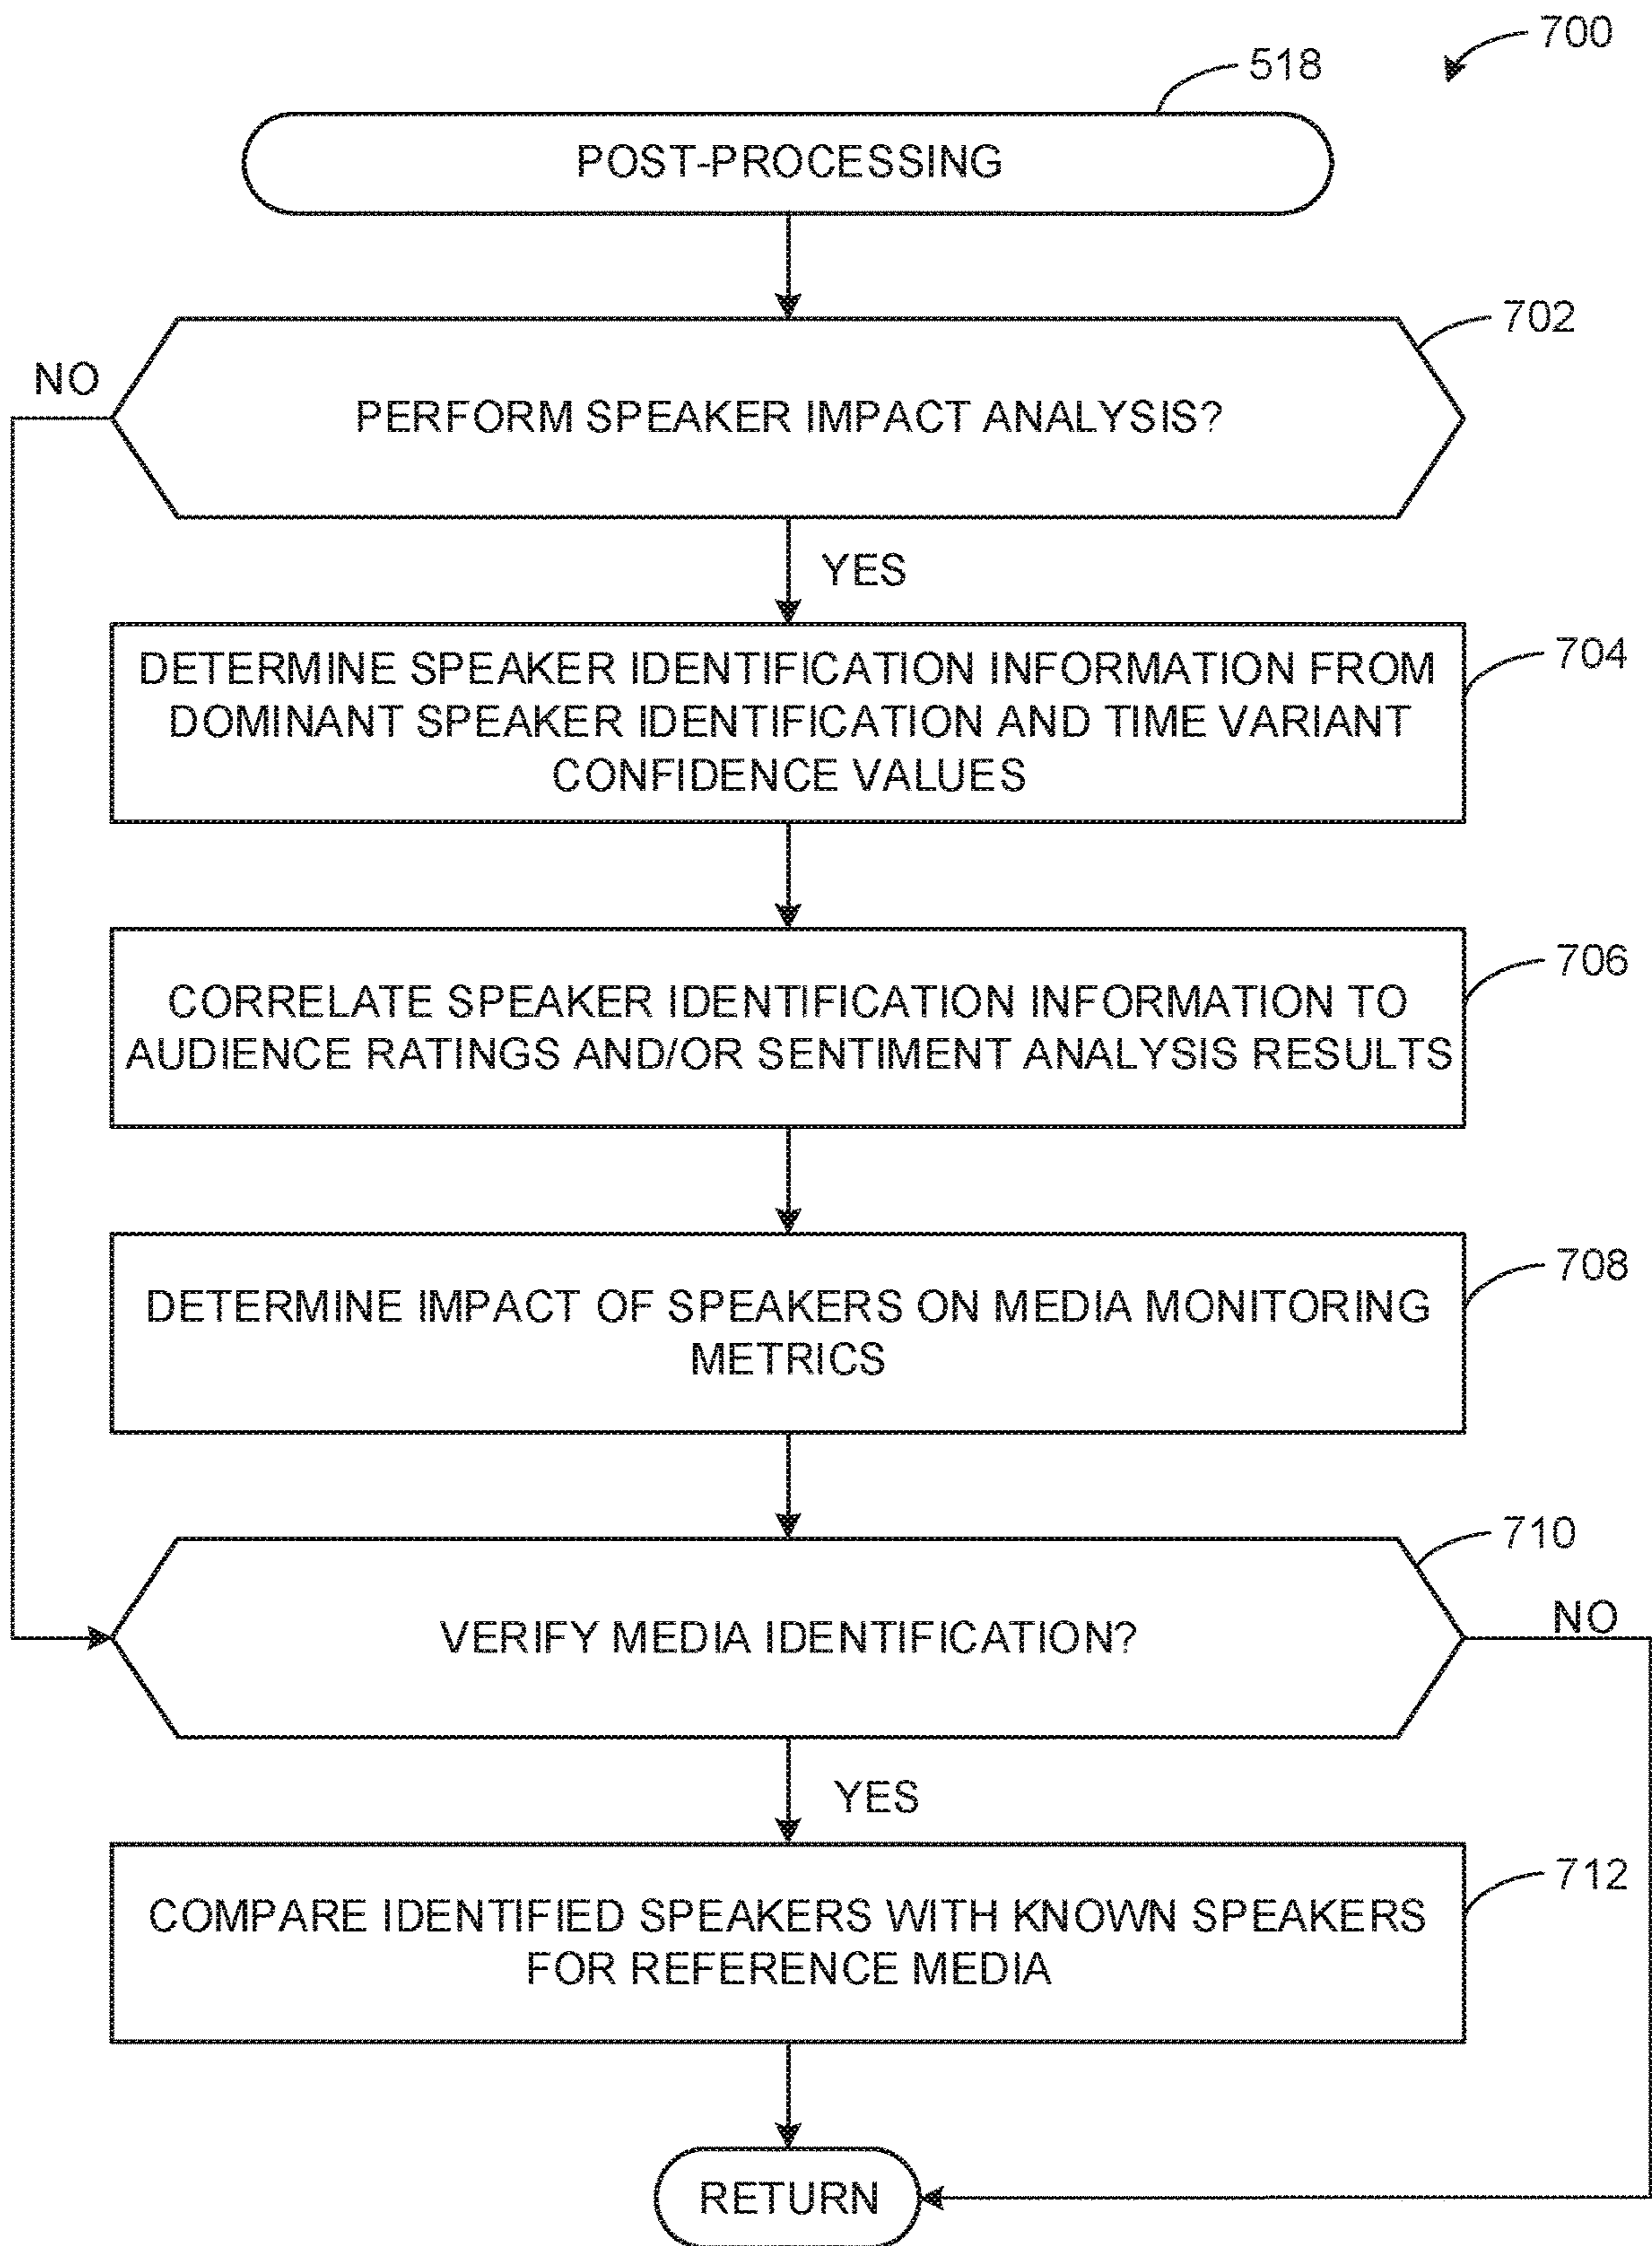 700
518
POST-PROCESSING
702
NO
PERFORM SPEAKER IMPACT ANALYSIS?
YES
704
DETERMINE SPEAKER IDENTIFICATION INFORMATION FROM
DOMINANT SPEAKER IDENTIFICATION AND TIME VARIANT
CONFIDENCE VALUES
706
CORRELATE SPEAKER IDENTIFICATION INFORMATION TO
AUDIENCE RATINGS AND/OR SENTIMENT ANALYSIS RESULTS
708
DETERMINE IMPACT OF SPEAKERS ON MEDIA MONITORING
METRICS
710
VERIFY MEDIA IDENTIFICATION?
NO
YES
712
COMPARE IDENTIFIED SPEAKERS WITH KNOWN SPEAKERS
FOR REFERENCE MEDIA
RETURN